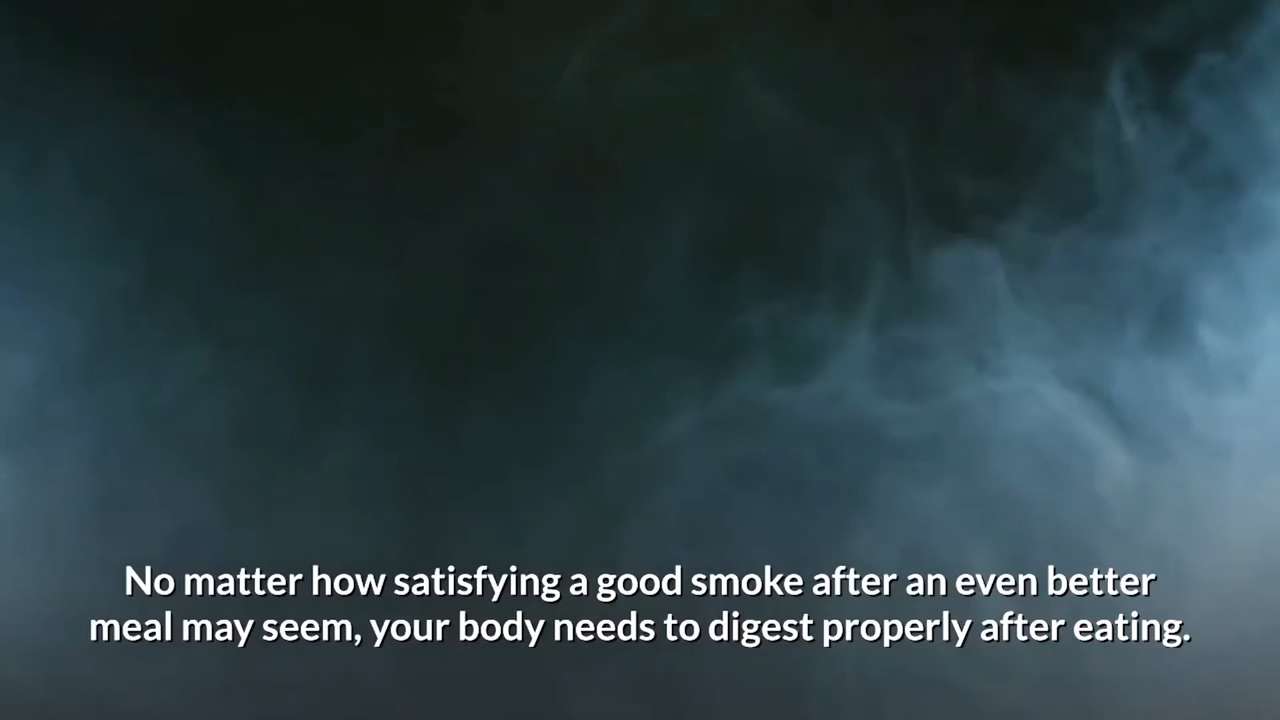 No matter how satisfying a good smoke after an even better
meal may seem, your body needs to digest properly after eating.